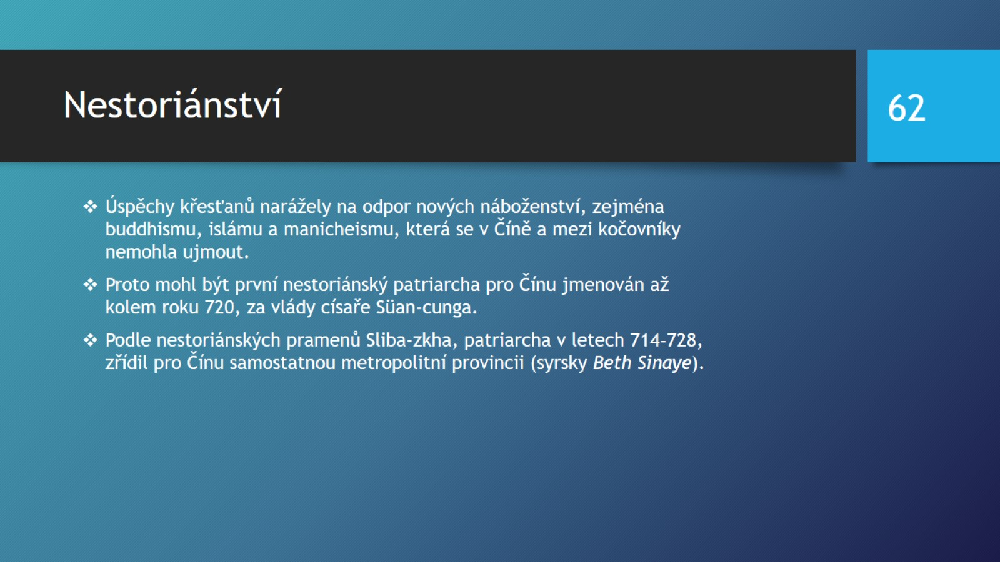 Nestoriánství
62
❖ Úspěchy křesťanů narážely na odpor nových náboženství, zejména
buddhismu, islámu a manicheismu, která se v Číně a mezi kočovníky
nemohla ujmout.
❖ Proto mohl být první nestoriánský patriarcha pro Čínu jmenován až
kolem roku 720, za vlády císaře Süan-cunga.
❖ Podle nestoriánských pramenů Sliba-zkha, patriarcha v letech 714–728,
zřídil pro Čínu samostatnou metropolitní provincii (syrsky Beth Sinaye).